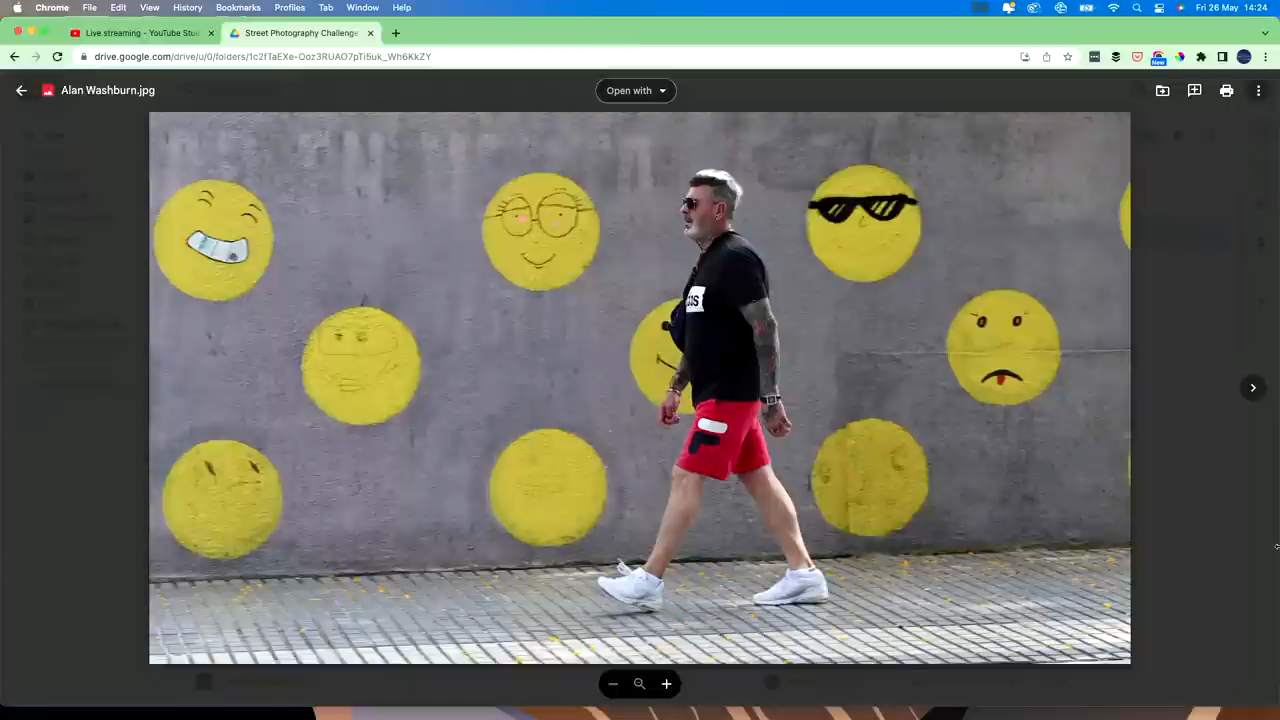 Chrome File Edit View History Bookmarks Profiles Tab Window Help Fri 26 May 14:24
Live streaming - YouTube Stu Street Photography Challenge
drive.google.com/drive/u/0/folders/1c2fTaEXe-Ooz3RUAO7pTi5uk_Wh6KkZY
New
Alan Washburn.jpg Open with